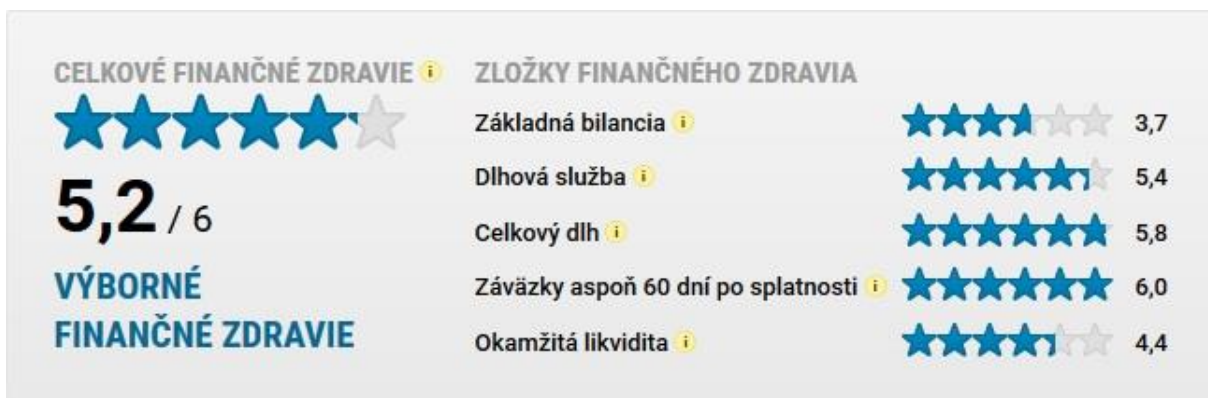 CELKOVÉ FINANČNÉ ZDRAVIE i
5,2 / 6
VÝBORNÉ
FINANČNÉ ZDRAVIE
ZLOŽKY FINANČNÉHO ZDRAVIA
Základná bilancia i 3,7
Dlhová služba i 5,4
Celkový dlh i 5,8
Záväzky aspoň 60 dní po splatnosti i 6,0
Okamžitá likvidita i 4,4